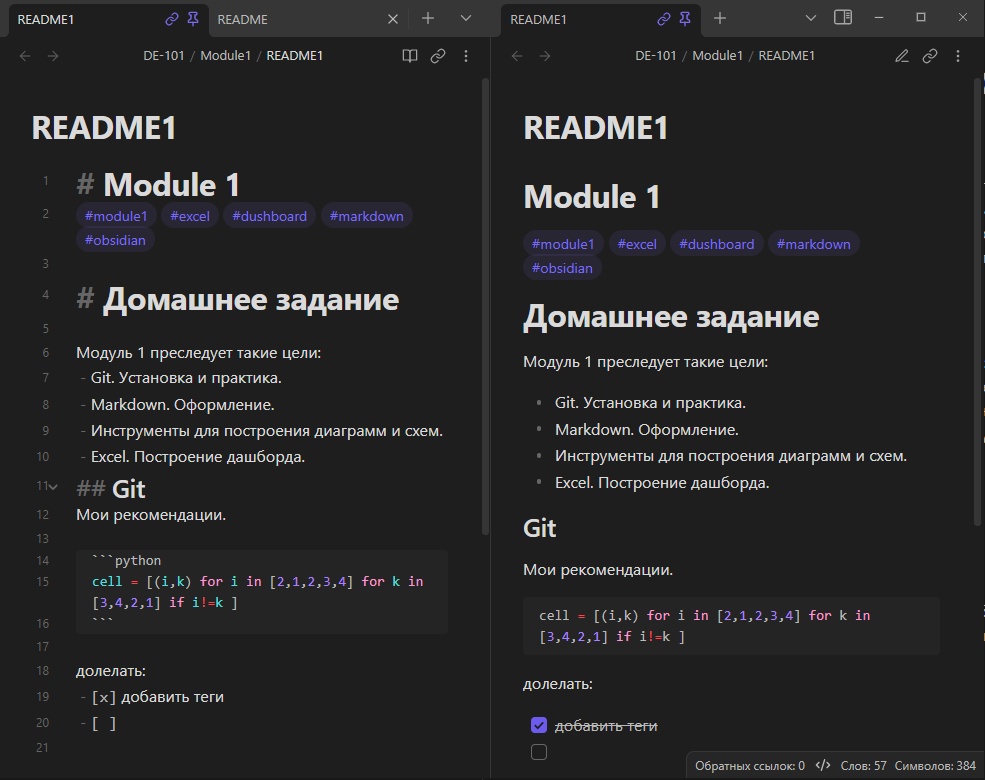 README1
README
DE-101 / Module1 / README1
README1
1 # Module 1
2 #module1 #excel #dushboard #markdown
#obsidian
3
4 # Домашнее задание
5
6 Модуль 1 преследует такие цели:
7 - Git. Установка и практика.
8 - Markdown. Оформление.
9 - Инструменты для построения диаграмм и схем.
10 - Excel. Построение дашборда.
11 ## Git
12 Мои рекомендации.
13
14 ```python
15 cell = [(i,k) for i in [2,1,2,3,4] for k in
[3,4,2,1] if i!=k ]
16 ```
17
18 долелать:
19 - [x] добавить теги
20 - [ ]
21
README1
DE-101 / Module1 / README1
README1
Module 1
#module1 #excel #dushboard #markdown
#obsidian
Домашнее задание
Модуль 1 преследует такие цели:
• Git. Установка и практика.
• Markdown. Оформление.
• Инструменты для построения диаграмм и схем.
• Excel. Построение дашборда.
Git
Мои рекомендации.
cell = [(i,k) for i in [2,1,2,3,4] for k in
[3,4,2,1] if i!=k ]
долелать:
добавить теги
Обратных ссылок: 0 </> Слов: 57 Символов: 384